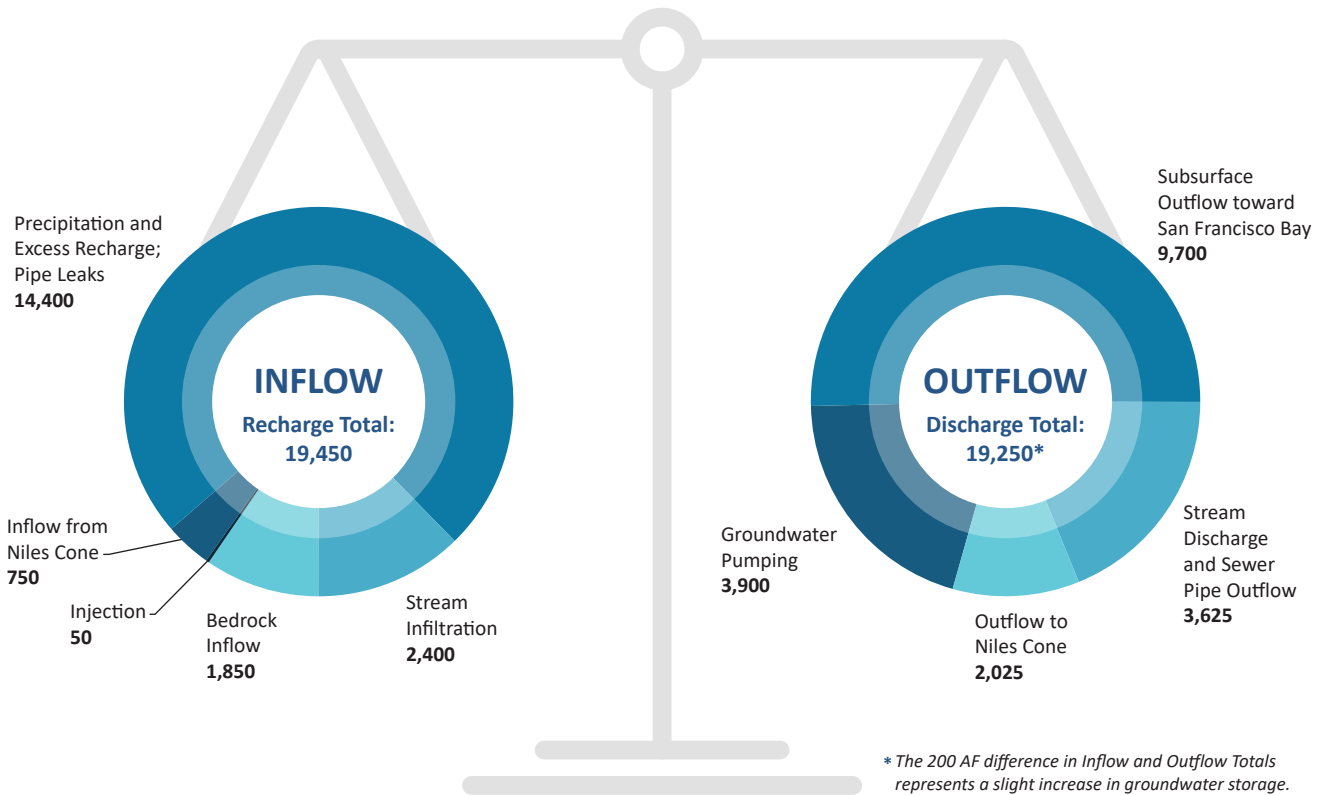 Precipitation and
Excess Recharge;
Pipe Leaks
14,400
INFLOW
Recharge Total:
19,450
Inflow from
Niles Cone
750
Injection
50
Bedrock
Inflow
1,850
Stream
Infiltration
2,400
Subsurface
Outflow toward
San Francisco Bay
9,700
OUTFLOW
Discharge Total:
19,250*
Groundwater
Pumping
3,900
Outflow to
Niles Cone
2,025
Stream
Discharge
and Sewer
Pipe Outflow
3,625
* The 200 AF difference in Inflow and Outflow Totals
represents a slight increase in groundwater storage.